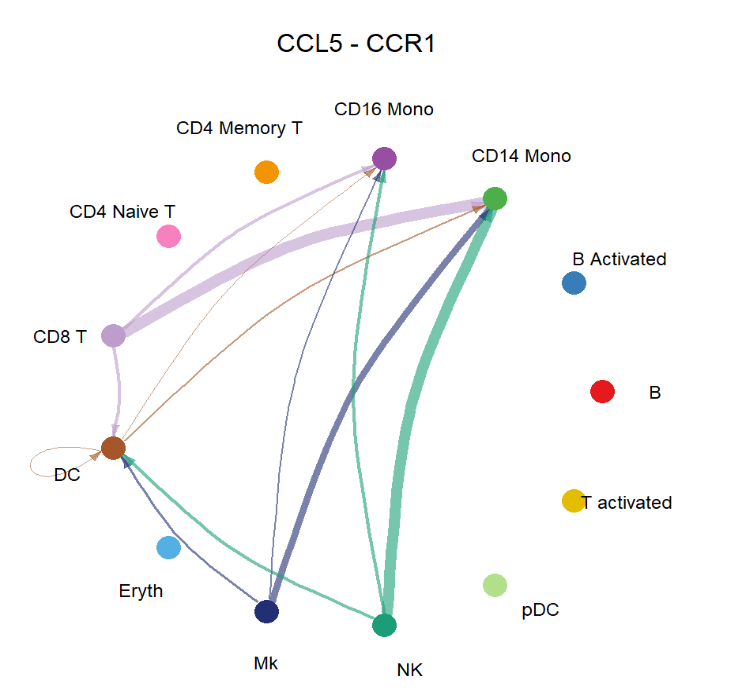 CCL5 - CCR1
CD16 Mono
CD4 Memory T
CD14 Mono
CD4 Naive T
B Activated
CD8 T
B
DC
T activated
Eryth
pDC
Mk
NK